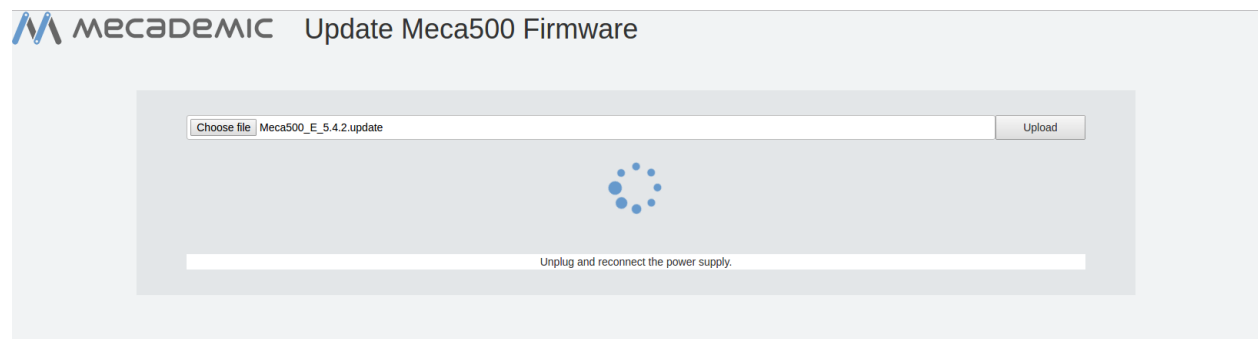 MECADEMIC Update Meca500 Firmware
Choose file Meca500_E_5.4.2.update Upload
Unplug and reconnect the power supply.